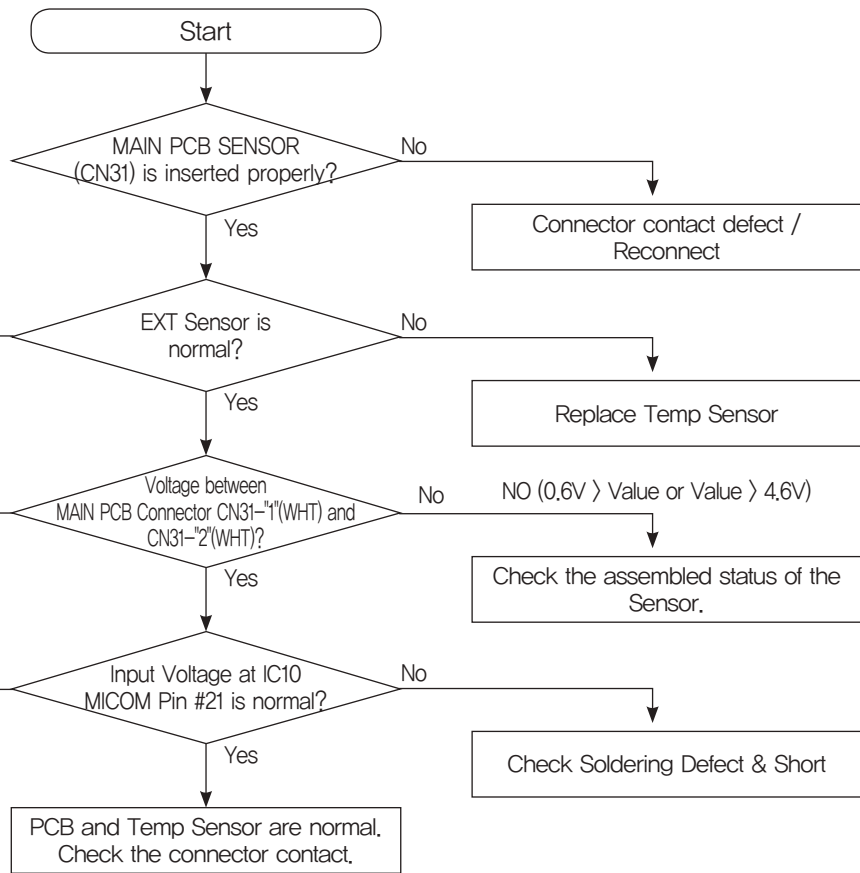 Start
MAIN PCB SENSOR
(CN31) is inserted properly?
No
Yes
Connector contact defect /
Reconnect
EXT Sensor is
normal?
No
Yes
Replace Temp Sensor
Voltage between
MAIN PCB Connector CN31-"1"(WHT) and
CN31-"2"(WHT)?
No
NO (0.6V 〉 Value or Value 〉 4.6V)
Yes
Check the assembled status of the
Sensor.
Input Voltage at IC10
MICOM Pin #21 is normal?
No
Yes
Check Soldering Defect & Short
PCB and Temp Sensor are normal.
Check the connector contact.